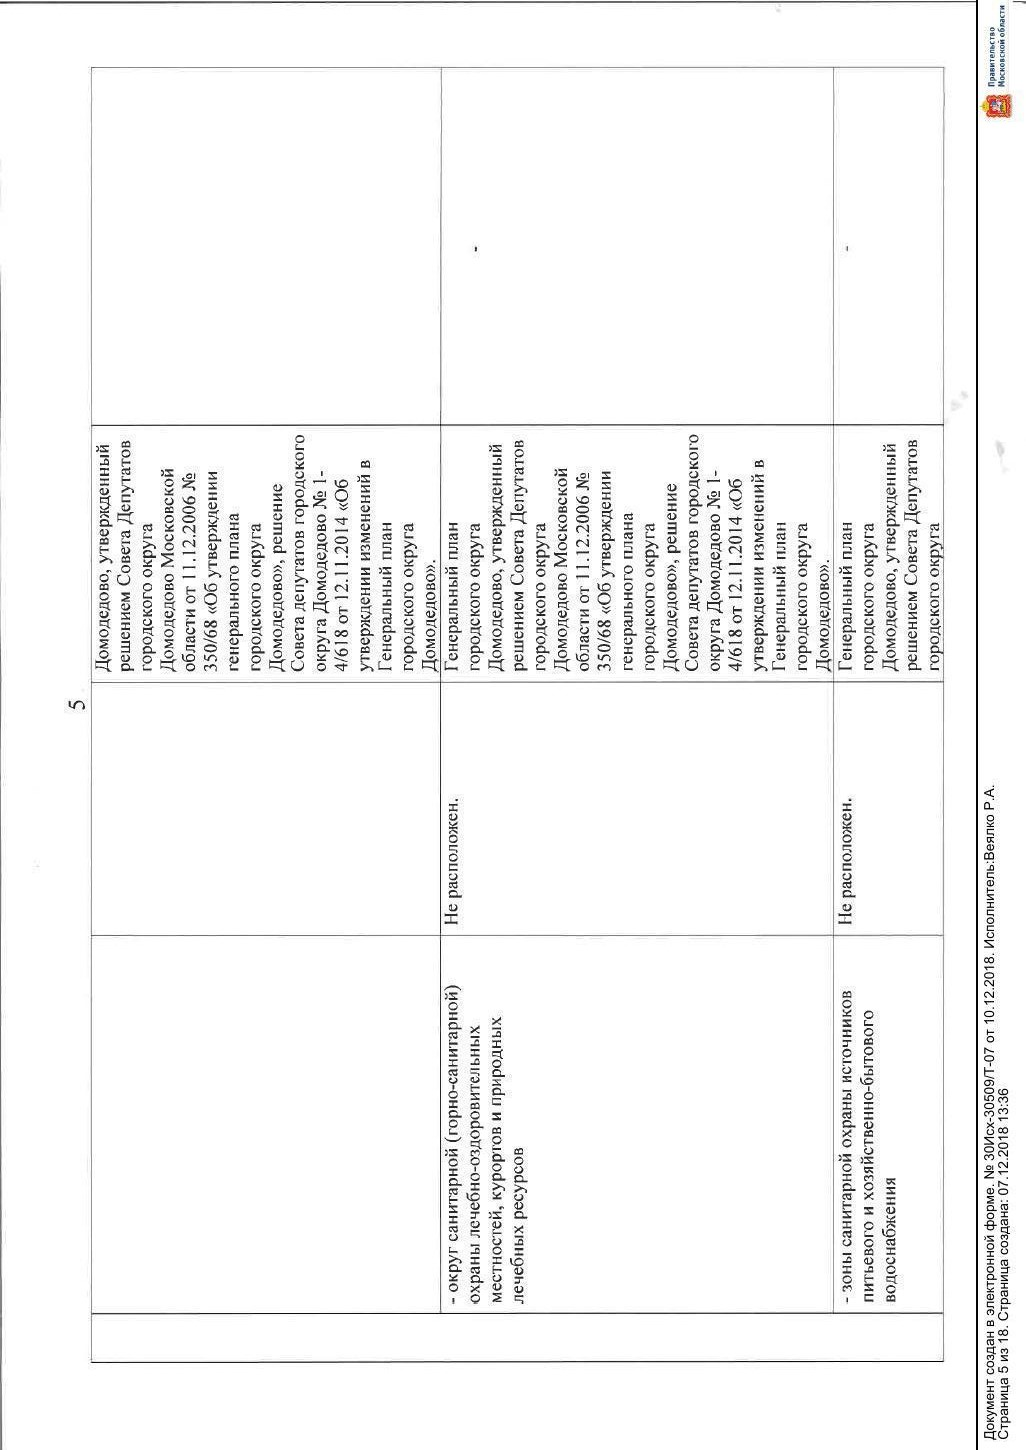 5
Домодедово, утвержденный
решением Совета Депутатов
городского округа
Домодедово Московской
области от 11.12.2006 №
350/68 «Об утверждении
генерального плана
городского округа
Домодедово», решение
Совета депутатов городского
округа Домодедово № 1-
4/618 от 12.11.2014 «Об
утверждении изменений в
Генеральный план
городского округа
Домодедово».
- округ санитарной (горно-санитарной)
охраны лечебно-оздоровительных
местностей, курортов и природных
лечебных ресурсов
Не расположен.
Генеральный план
городского округа
Домодедово, утвержденный
решением Совета Депутатов
городского округа
Домодедово Московской
области от 11.12.2006 №
350/68 «Об утверждении
генерального плана
городского округа
Домодедово», решение
Совета депутатов городского
округа Домодедово № 1-
4/618 от 12.11.2014 «Об
утверждении изменений в
Генеральный план
городского округа
Домодедово».
-
- зоны санитарной охраны источников
питьевого и хозяйственно-бытового
водоснабжения
Не расположен.
Генеральный план
городского округа
Домодедово, утвержденный
решением Совета Депутатов
городского округа
-
Документ создан в электронной форме. № 30Исх-30509/Т-07 от 10.12.2018. Исполнитель:Веялко Р.А.
Страница 5 из 18. Страница создана: 07.12.2018 13:36
Правительство
Московской области